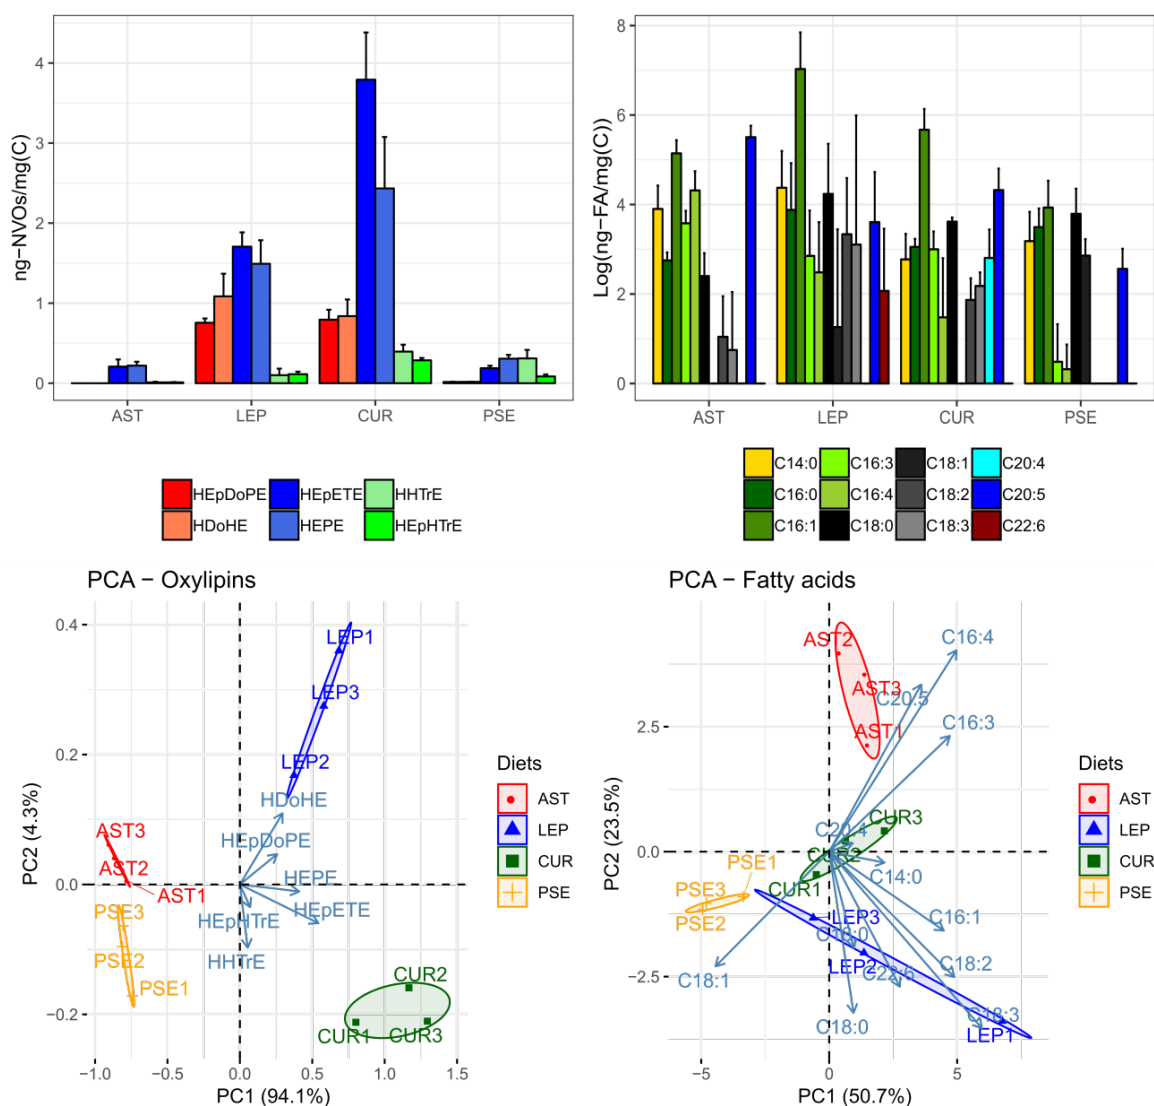 ng−NVOs/mg(C)
4
3
2
1
0
AST LEP CUR PSE
HEpDoPE HEpETE HHTrE
HDoHE HEPE HEpHTrE
Log(ng−FA/mg(C))
8
6
4
2
0
AST LEP CUR PSE
C14:0 C16:3 C18:1 C20:4
C16:0 C16:4 C18:2 C20:5
C16:1 C18:0 C18:3 C22:6
PCA − Oxylipins
PC2 (4.3%)
0.4
0.2
0.0
−0.2
LEP1
LEP3
LEP2
HDoHE
HEpDoPE
HEPE
HEpETE
HEpHTrE
HHTrE
AST3
AST2
AST1
PSE3
PSE2
PSE1
CUR2
CUR1 CUR3
−1.0 −0.5 0.0 0.5 1.0 1.5
PC1 (94.1%)
Diets
AST
LEP
CUR
PSE
PCA − Fatty acids
PC2 (23.5%)
2.5
0.0
−2.5
AST2
C16:4
AST3
C20:5
C16:3
AST1
CUR3
C20:4
CUR2
PSE1
C14:0
CUR1
PSE3
PSE2
LEP3
C16:1
C16:0
LEP2
C18:2
C18:1
C22:6
C18:3
C18:0
LEP1
−5 0 5
PC1 (50.7%)
Diets
AST
LEP
CUR
PSE